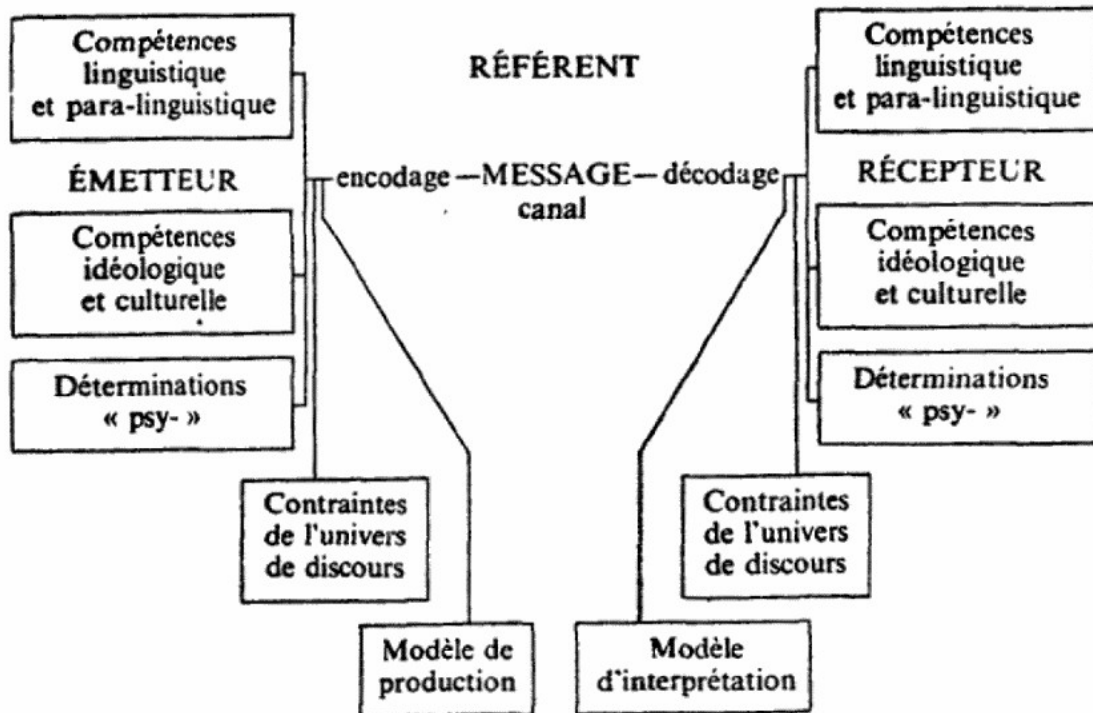 Compétences
linguistique
et para-linguistique
RÉFÉRENT
Compétences
linguistique
et para-linguistique
ÉMETTEUR
encodage — MESSAGE — décodage
canal
RÉCEPTEUR
Compétences
idéologique
et culturelle
Compétences
idéologique
et culturelle
Déterminations
« psy- »
Déterminations
« psy- »
Contraintes
de l'univers
de discours
Contraintes
de l'univers
de discours
Modèle de
production
Modèle
d'interprétation